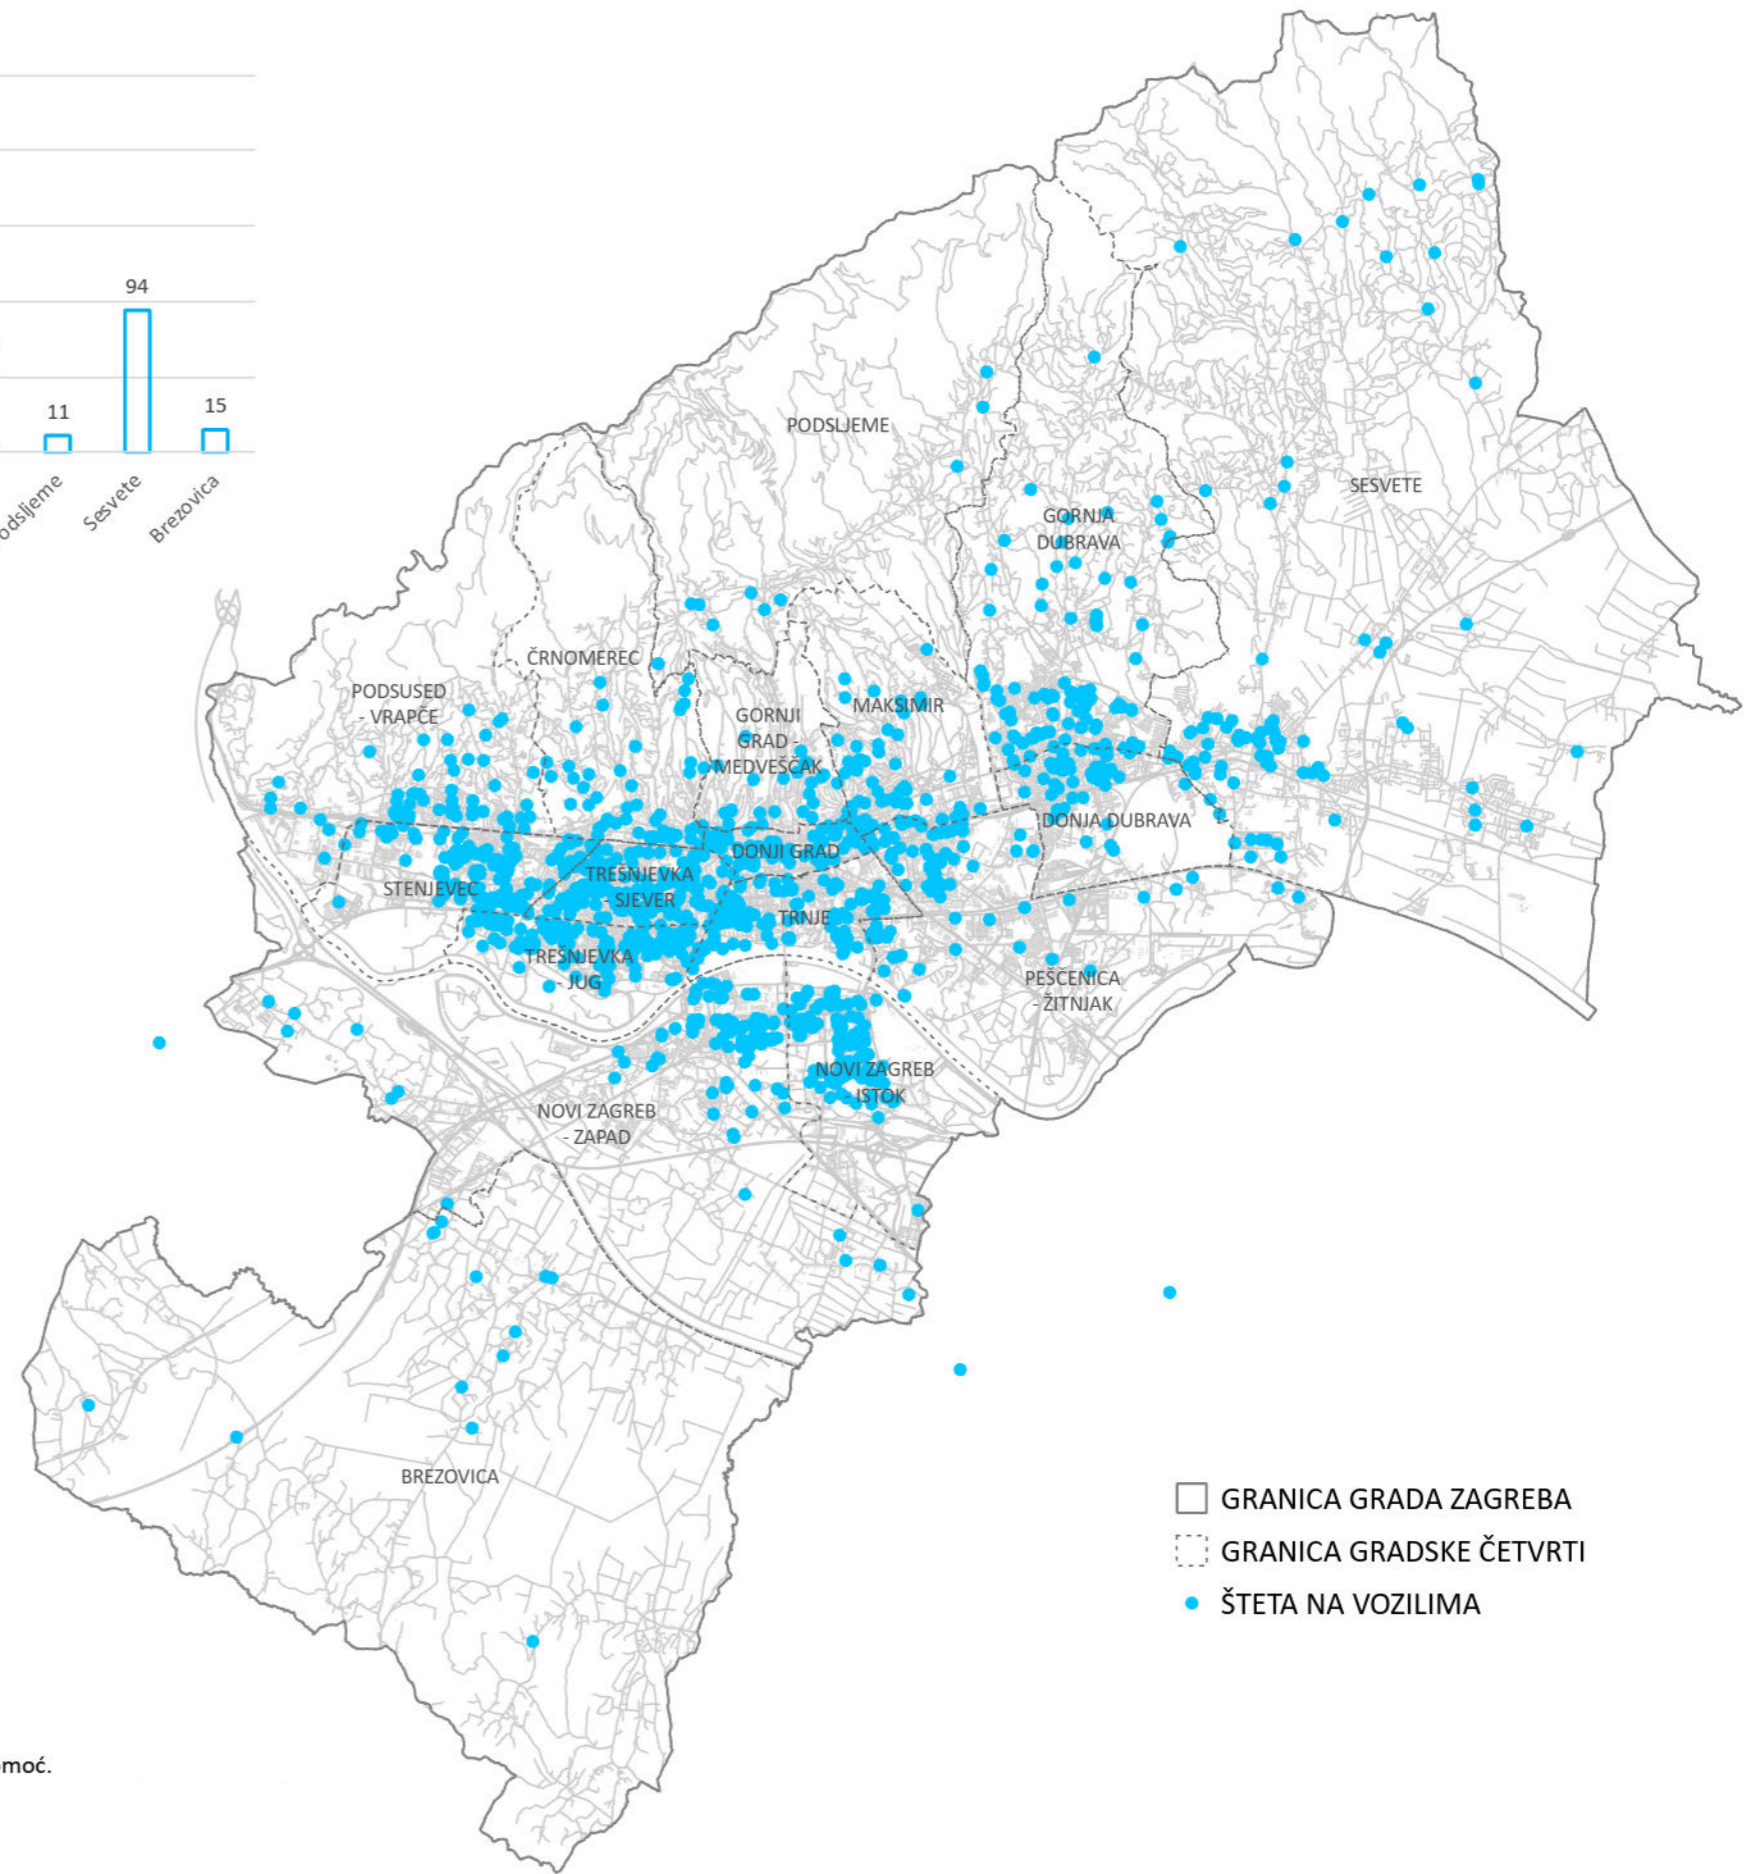 94
11
15
odsljeme
Sesvete
Brezovica
PODSLJEME
SESVETE
GORNJA
DUBRAVA
ČRNOMEREC
PODSUSED
- VRAPČE
GORNJI
GRAD -
MEDVEŠČAK
MAKSIMIR
DONJA DUBRAVA
DONJI GRAD
TREŠNJEVKA
- SJEVER
STENJEVEC
TRNJE
TREŠNJEVKA
- JUG
PEŠČENICA
- ŽITNJAK
NOVI ZAGREB
- ISTOK
NOVI ZAGREB
- ZAPAD
BREZOVICA
GRANICA GRADA ZAGREBA
GRANICA GRADSKE ČETVRTI
ŠTETA NA VOZILIMA
moć.